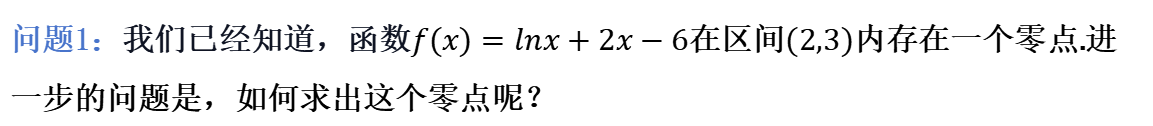 问题1：我们已经知道，函数f(x) = lnx + 2x − 6在区间(2,3)内存在一个零点.进
一步的问题是，如何求出这个零点呢？